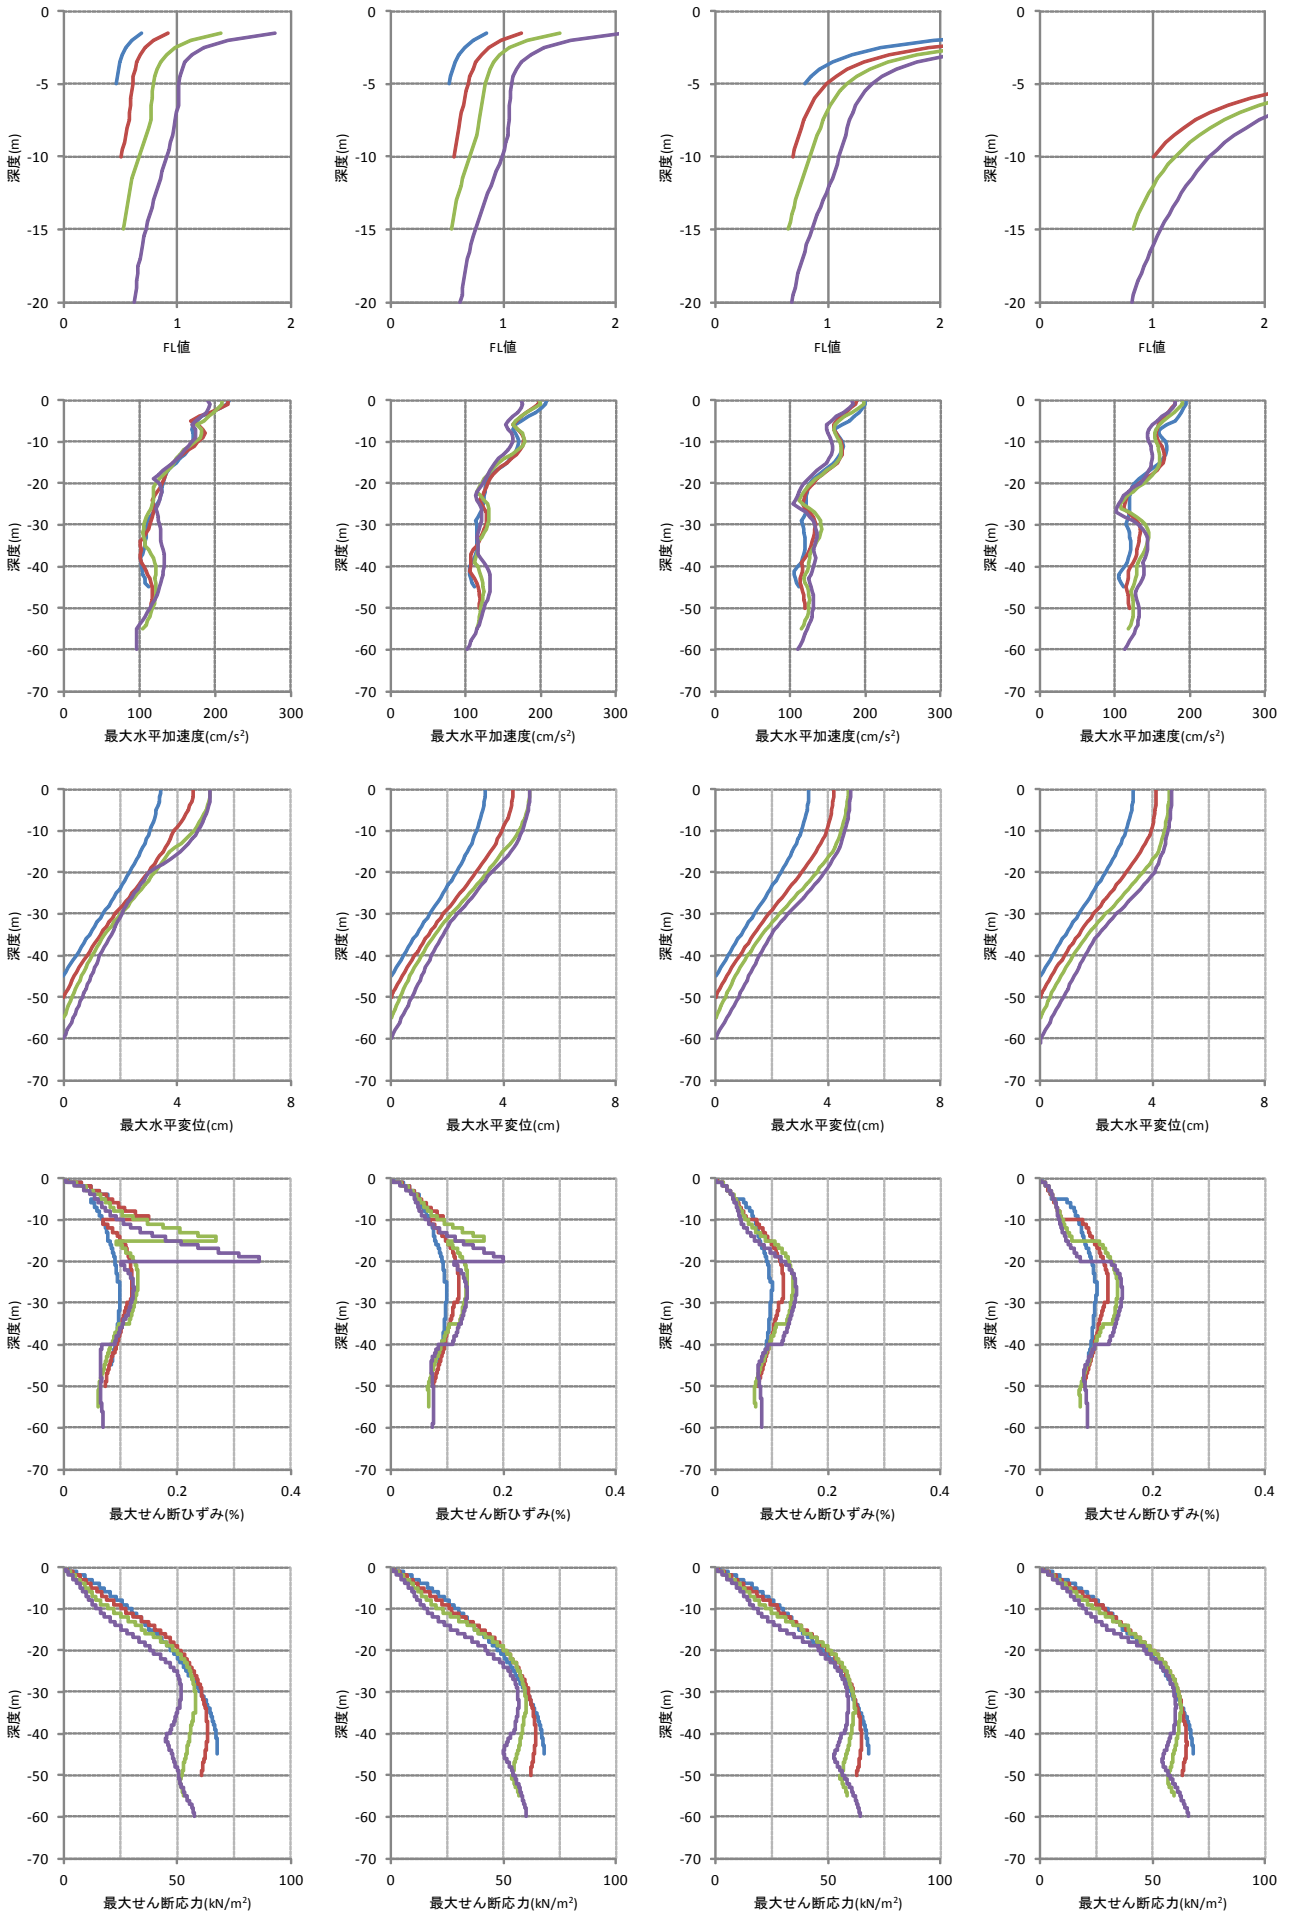 0 0 0 0
-5 -5 -5 -5
深度(m) 深度(m) 深度(m) 深度(m)
-10 -10 -10 -10
-15 -15 -15 -15
-20 -20 -20 -20
0 1 2 0 1 2 0 1 2 0 1 2
FL値 FL値 FL値 FL値
0 0 0 0
-10 -10 -10 -10
-20 -20 -20 -20
-30 -30 -30 -30
深度(m) 深度(m) 深度(m) 深度(m)
-40 -40 -40 -40
-50 -50 -50 -50
-60 -60 -60 -60
-70 -70 -70 -70
0 100 200 300 0 100 200 300 0 100 200 300 0 100 200 300
最大水平加速度(cm/s²) 最大水平加速度(cm/s²) 最大水平加速度(cm/s²) 最大水平加速度(cm/s²)
0 0 0 0
-10 -10 -10 -10
-20 -20 -20 -20
-30 -30 -30 -30
深度(m) 深度(m) 深度(m) 深度(m)
-40 -40 -40 -40
-50 -50 -50 -50
-60 -60 -60 -60
-70 -70 -70 -70
0 4 8 0 4 8 0 4 8 0 4 8
最大水平変位(cm) 最大水平変位(cm) 最大水平変位(cm) 最大水平変位(cm)
0 0 0 0
-10 -10 -10 -10
-20 -20 -20 -20
-30 -30 -30 -30
深度(m) 深度(m) 深度(m) 深度(m)
-40 -40 -40 -40
-50 -50 -50 -50
-60 -60 -60 -60
-70 -70 -70 -70
0 0.2 0.4 0 0.2 0.4 0 0.2 0.4 0 0.2 0.4
最大せん断ひずみ(%) 最大せん断ひずみ(%) 最大せん断ひずみ(%) 最大せん断ひずみ(%)
0 0 0 0
-10 -10 -10 -10
-20 -20 -20 -20
-30 -30 -30 -30
深度(m) 深度(m) 深度(m) 深度(m)
-40 -40 -40 -40
-50 -50 -50 -50
-60 -60 -60 -60
-70 -70 -70 -70
0 50 100 0 50 100 0 50 100 0 50 100
最大せん断応力(kN/m²) 最大せん断応力(kN/m²) 最大せん断応力(kN/m²) 最大せん断応力(kN/m²)